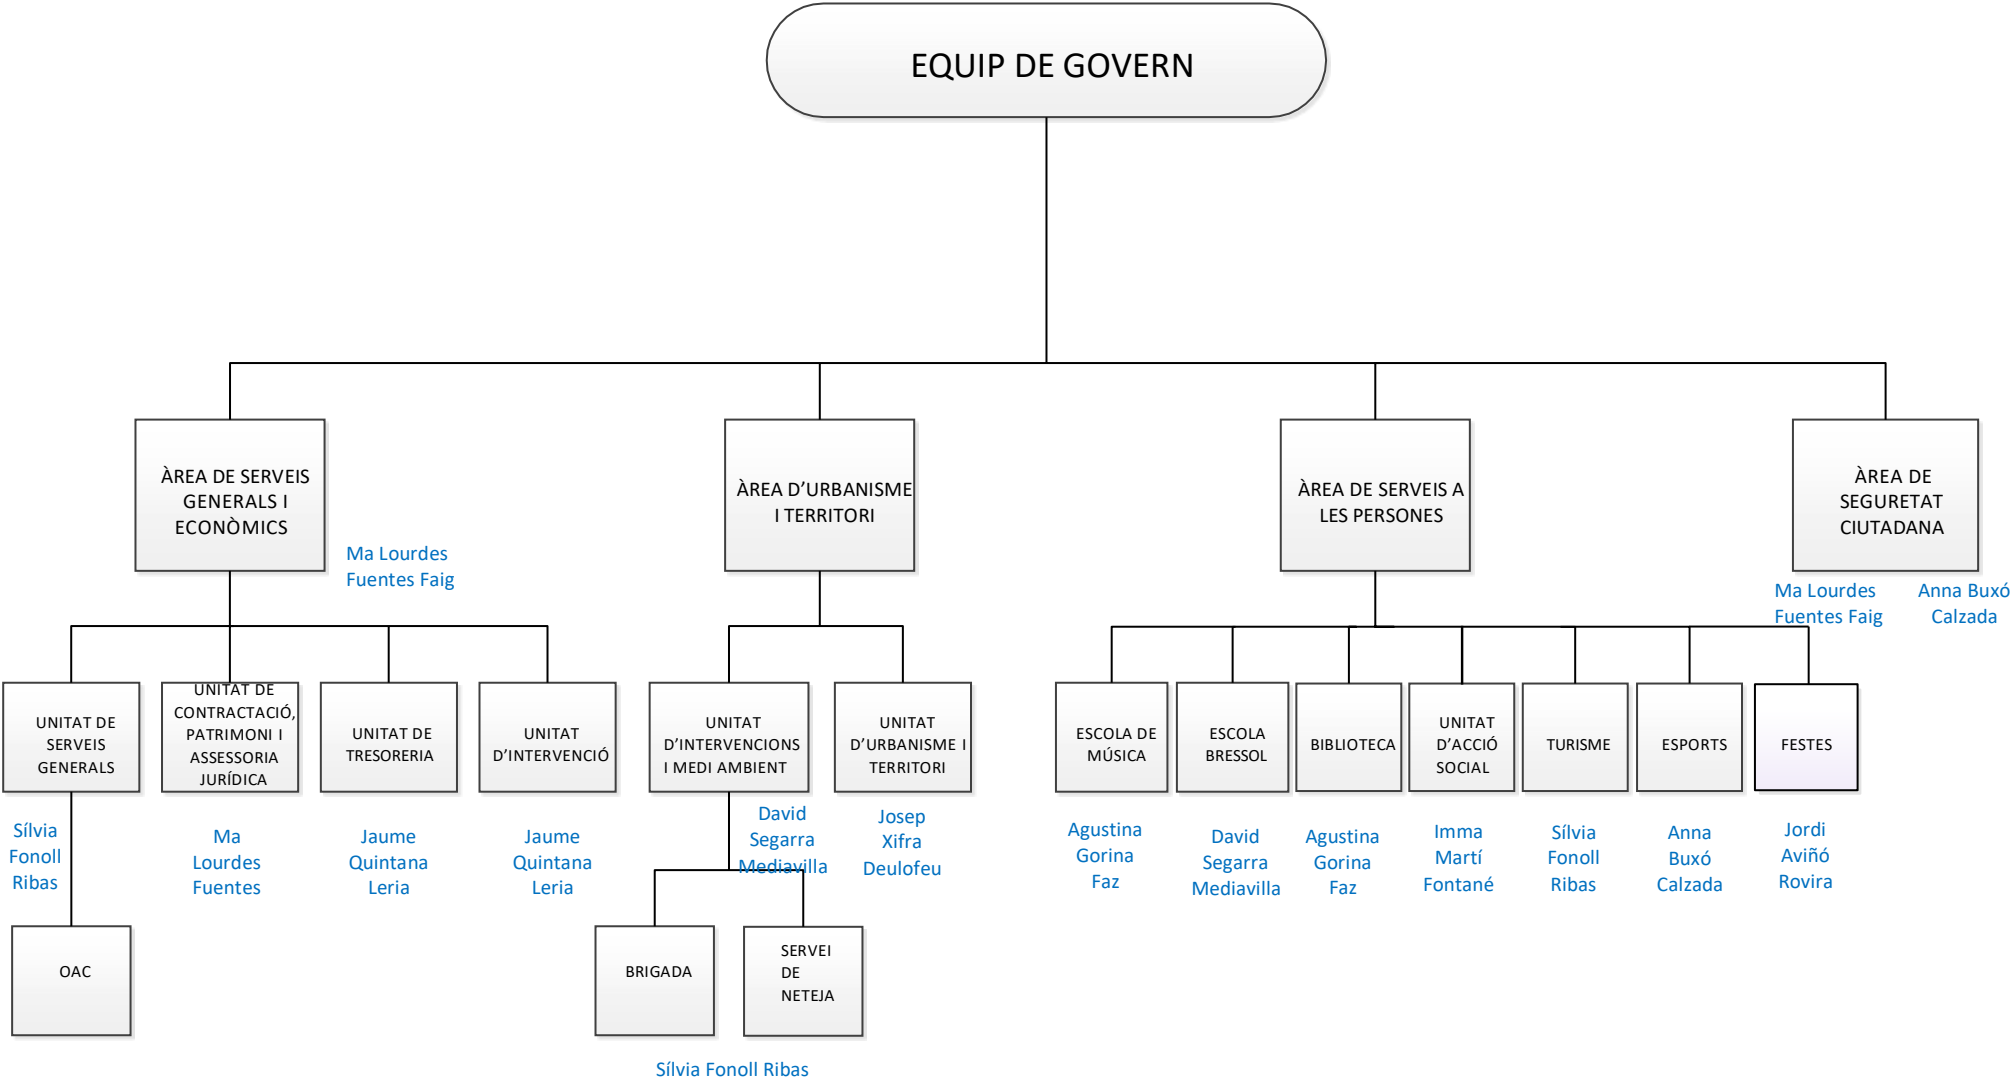 EQUIP DE GOVERN
ÀREA DE SERVEIS
GENERALS I
ECONÒMICS
Ma Lourdes
Fuentes Faig
ÀREA D’URBANISME
I TERRITORI
ÀREA DE SERVEIS A
LES PERSONES
ÀREA DE
SEGURETAT
CIUTADANA
Ma Lourdes
Fuentes Faig
Anna Buxó
Calzada
UNITAT DE
SERVEIS
GENERALS
UNITAT DE
CONTRACTACIÓ,
PATRIMONI I
ASSESSORIA
JURÍDICA
UNITAT DE
TRESORERIA
UNITAT
D’INTERVENCIÓ
UNITAT
D’INTERVENCIONS
I MEDI AMBIENT
UNITAT
D’URBANISME I
TERRITORI
ESCOLA DE
MÚSICA
ESCOLA
BRESSOL
BIBLIOTECA
UNITAT
D’ACCIÓ
SOCIAL
TURISME
ESPORTS
FESTES
Sílvia
Fonoll
Ribas
Ma
Lourdes
Fuentes
Jaume
Quintana
Leria
Jaume
Quintana
Leria
David
Segarra
Mediavilla
Josep
Xifra
Deulofeu
Agustina
Gorina
Faz
David
Segarra
Mediavilla
Agustina
Gorina
Faz
Imma
Martí
Fontané
Sílvia
Fonoll
Ribas
Anna
Buxó
Calzada
Jordi
Aviñó
Rovira
OAC
BRIGADA
SERVEI
DE
NETEJA
Sílvia Fonoll Ribas